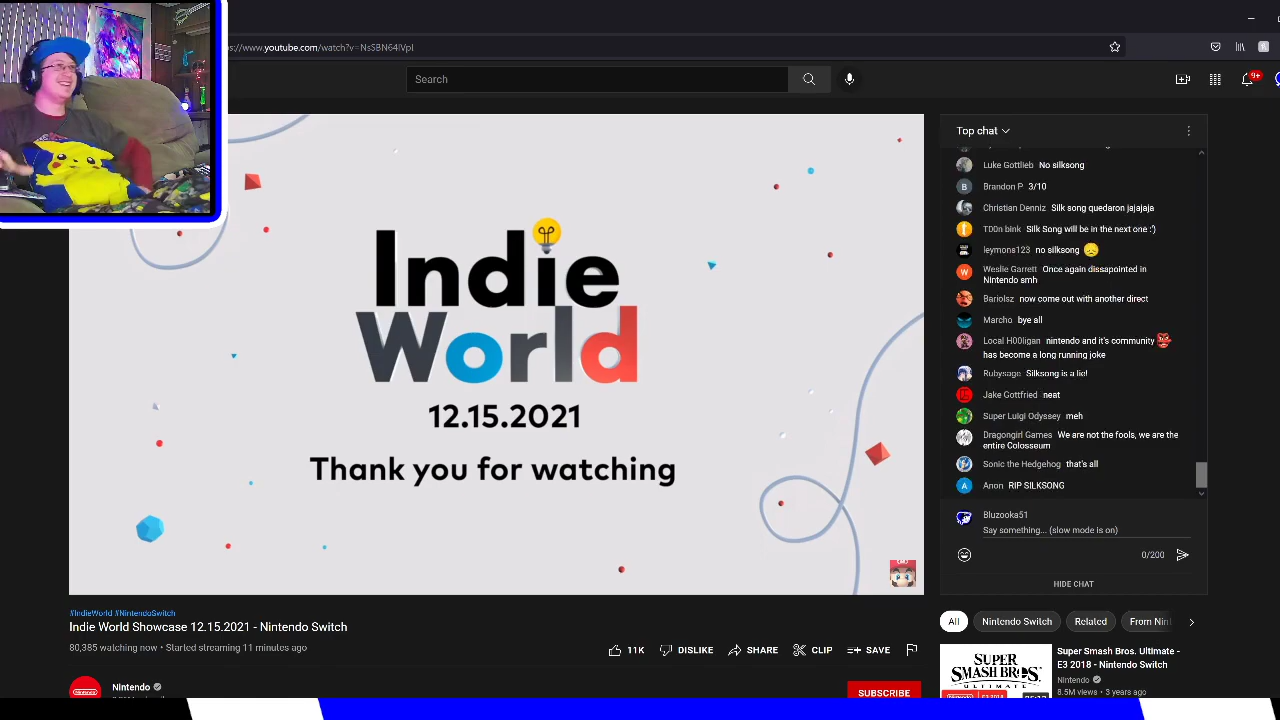 ://www.youtube.com/watch?v=NsSBN64lVpI
Search
9+
Top chat
Luke Gottlieb No silksong
B Brandon P 3/10
Christian Denniz Silk song quedaron jajajaja
TD0n bink Silk Song will be in the next one :')
leymons123 no silksong
W Weslie Garrett Once again dissapointed in
Nintendo smh
Bariolsz now come out with another direct
Marcho bye all
Local H00ligan nintendo and it's community
has become a long running joke
Rubysage Silksong is a lie!
Jake Gottfried neat
Super Luigi Odyssey meh
Dragongirl Games We are not the fools, we are the
entire Colosseum
Sonic the Hedgehog that's all
A Anon RIP SILKSONG
Bluzooka51
Say something... (slow mode is on)
0/200
HIDE CHAT
Indie
World
12.15.2021
Thank you for watching
#IndieWorld #NintendoSwitch
Indie World Showcase 12.15.2021 - Nintendo Switch
80,385 watching now • Started streaming 11 minutes ago
11K DISLIKE SHARE CLIP SAVE
Nintendo
SUBSCRIBE
All Nintendo Switch Related From Nint
SUPER
SMASH BROS.
ULTIMATE
Super Smash Bros. Ultimate -
E3 2018 - Nintendo Switch
Nintendo
8.5M views • 3 years ago